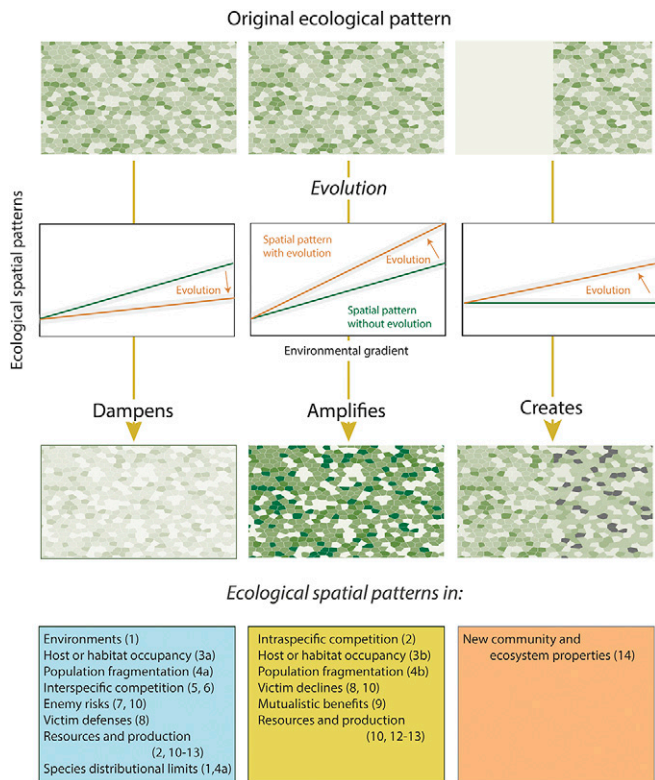 Original ecological pattern
Evolution
Ecological spatial patterns
Evolution
Spatial pattern
with evolution
Evolution
Spatial pattern
without evolution
Evolution
Environmental gradient
Dampens
Amplifies
Creates
Ecological spatial patterns in:
Environments (1)
Host or habitat occupancy (3a)
Population fragmentation (4a)
Interspecific competition (5, 6)
Enemy risks (7, 10)
Victim defenses (8)
Resources and production
(2, 10-13)
Species distributional limits (1,4a)
Intraspecific competition (2)
Host or habitat occupancy (3b)
Population fragmentation (4b)
Victim declines (8, 10)
Mutualistic benefits (9)
Resources and production
(10, 12-13)
New community and
ecosystem properties (14)